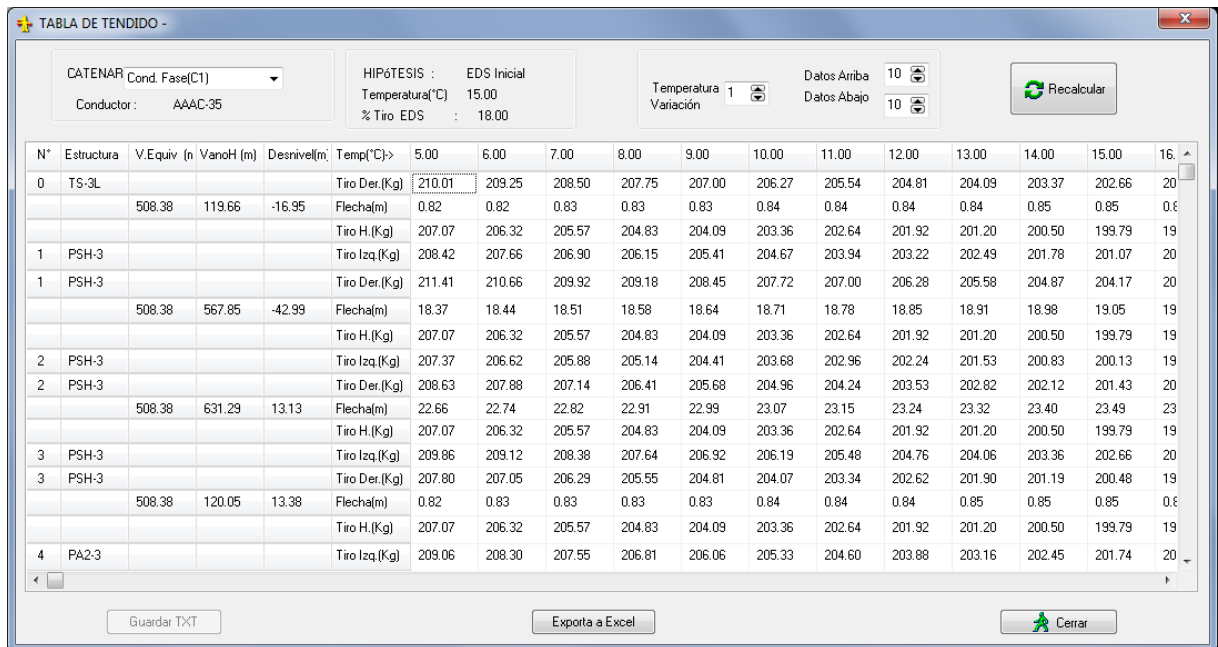 TABLA DE TENDIDO -
CATENAR Cond. Fase(C1)
Conductor : AAAC-35
HIPóTESIS : EDS Inicial
Temperatura(°C) 15.00
% Tiro EDS : 18.00
Temperatura 1
Variación
Datos Arriba 10
Datos Abajo 10
Recalcular
N° Estructura V.Equiv (n VanoH (m) Desnivel(m) Temp(°C)-> 5.00 6.00 7.00 8.00 9.00 10.00 11.00 12.00 13.00 14.00 15.00 16.
0 TS-3L Tiro Der.(Kg) 210.01 209.25 208.50 207.75 207.00 206.27 205.54 204.81 204.09 203.37 202.66 20
508.38 119.66 -16.95 Flecha(m) 0.82 0.82 0.83 0.83 0.83 0.84 0.84 0.84 0.84 0.85 0.85 0.8
Tiro H.(Kg) 207.07 206.32 205.57 204.83 204.09 203.36 202.64 201.92 201.20 200.50 199.79 19
1 PSH-3 Tiro Izq.(Kg) 208.42 207.66 206.90 206.15 205.41 204.67 203.94 203.22 202.49 201.78 201.07 20
1 PSH-3 Tiro Der.(Kg) 211.41 210.66 209.92 209.18 208.45 207.72 207.00 206.28 205.58 204.87 204.17 20
508.38 567.85 -42.99 Flecha(m) 18.37 18.44 18.51 18.58 18.64 18.71 18.78 18.85 18.91 18.98 19.05 19
Tiro H.(Kg) 207.07 206.32 205.57 204.83 204.09 203.36 202.64 201.92 201.20 200.50 199.79 19
2 PSH-3 Tiro Izq.(Kg) 207.37 206.62 205.88 205.14 204.41 203.68 202.96 202.24 201.53 200.83 200.13 19
2 PSH-3 Tiro Der.(Kg) 208.63 207.88 207.14 206.41 205.68 204.96 204.24 203.53 202.82 202.12 201.43 20
508.38 631.29 13.13 Flecha(m) 22.66 22.74 22.82 22.91 22.99 23.07 23.15 23.24 23.32 23.40 23.49 23
Tiro H.(Kg) 207.07 206.32 205.57 204.83 204.09 203.36 202.64 201.92 201.20 200.50 199.79 19
3 PSH-3 Tiro Izq.(Kg) 209.86 209.12 208.38 207.64 206.92 206.19 205.48 204.76 204.06 203.36 202.66 20
3 PSH-3 Tiro Der.(Kg) 207.80 207.05 206.29 205.55 204.81 204.07 203.34 202.62 201.90 201.19 200.48 19
508.38 120.05 13.38 Flecha(m) 0.82 0.83 0.83 0.83 0.83 0.84 0.84 0.84 0.85 0.85 0.85 0.8
Tiro H.(Kg) 207.07 206.32 205.57 204.83 204.09 203.36 202.64 201.92 201.20 200.50 199.79 19
4 PA2-3 Tiro Izq.(Kg) 209.06 208.30 207.55 206.81 206.06 205.33 204.60 203.88 203.16 202.45 201.74 20
Guardar TXT
Exporta a Excel
Cerrar